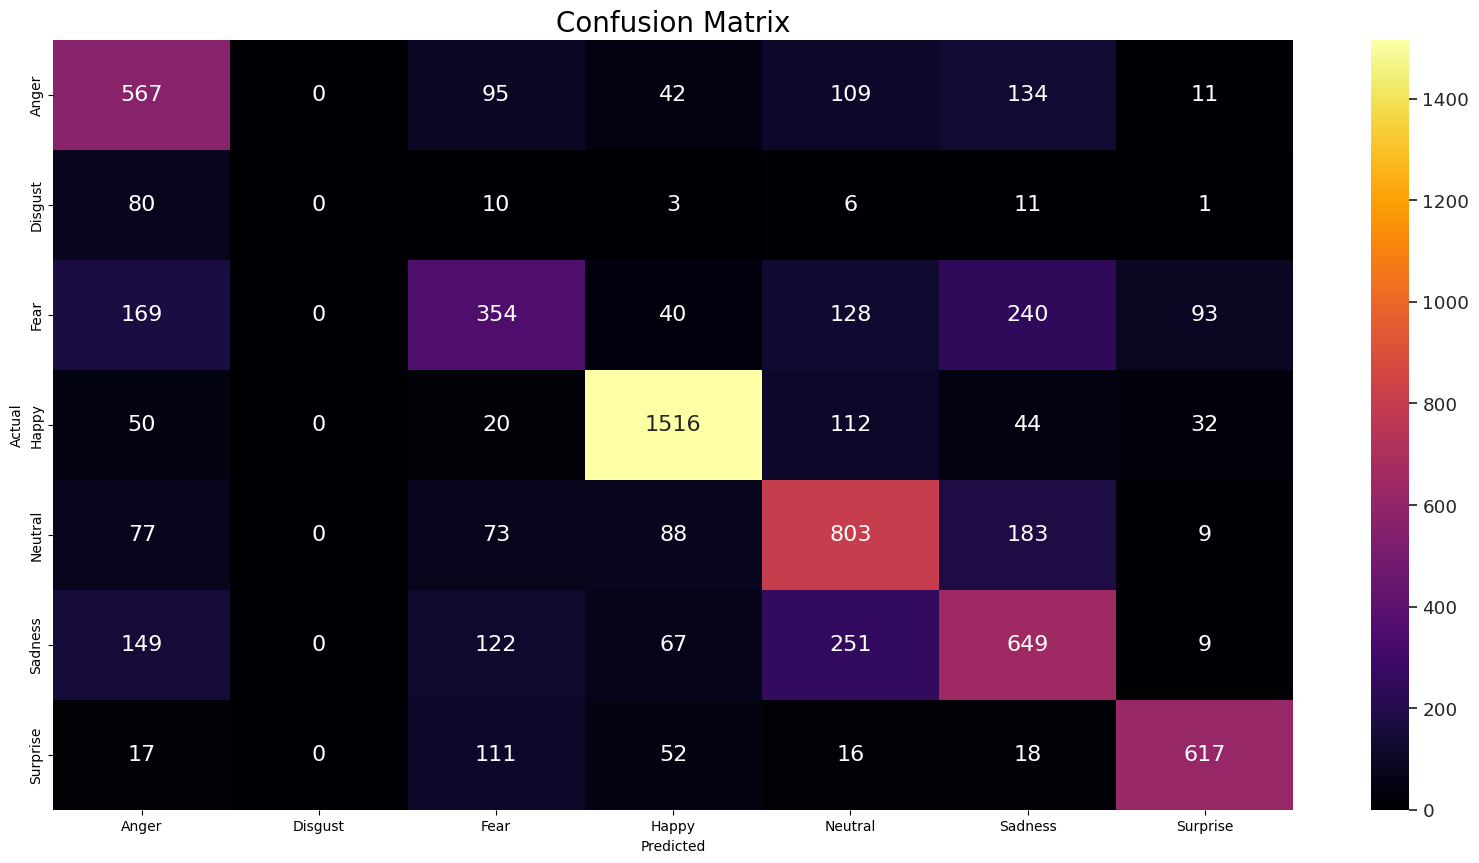 Confusion Matrix
Anger 567 0 95 42 109 134 11
Disgust 80 0 10 3 6 11 1
Fear 169 0 354 40 128 240 93
Happy 50 0 20 1516 112 44 32
Neutral 77 0 73 88 803 183 9
Sadness 149 0 122 67 251 649 9
Surprise 17 0 111 52 16 18 617
Actual
Anger Disgust Fear Happy Neutral Sadness Surprise
Predicted
1400
1200
1000
800
600
400
200
0